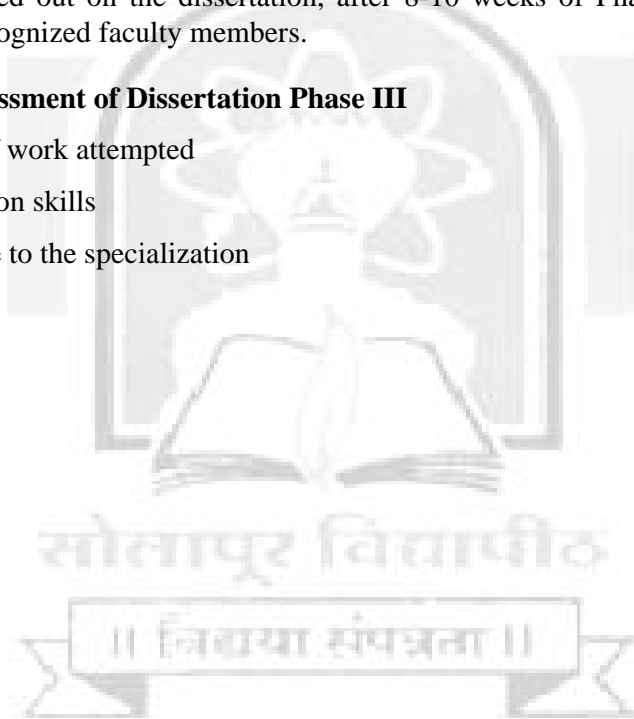 ed out on the dissertation, after 8-10 weeks of Pha
cognized faculty members.
ssment of Dissertation Phase III
work attempted
on skills
to the specialization
सोलापूर विद्यापीठ
॥ विद्यया संपन्नता ॥